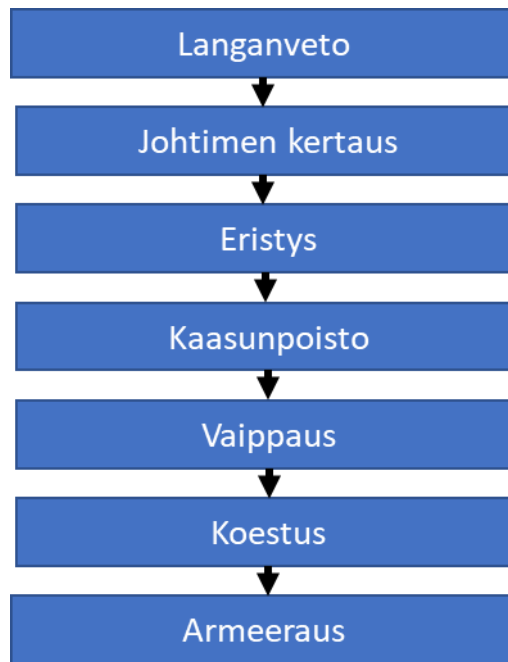 Langanveto
Johtimen kertaus
Eristys
Kaasunpoisto
Vaippaus
Koestus
Armeeraus